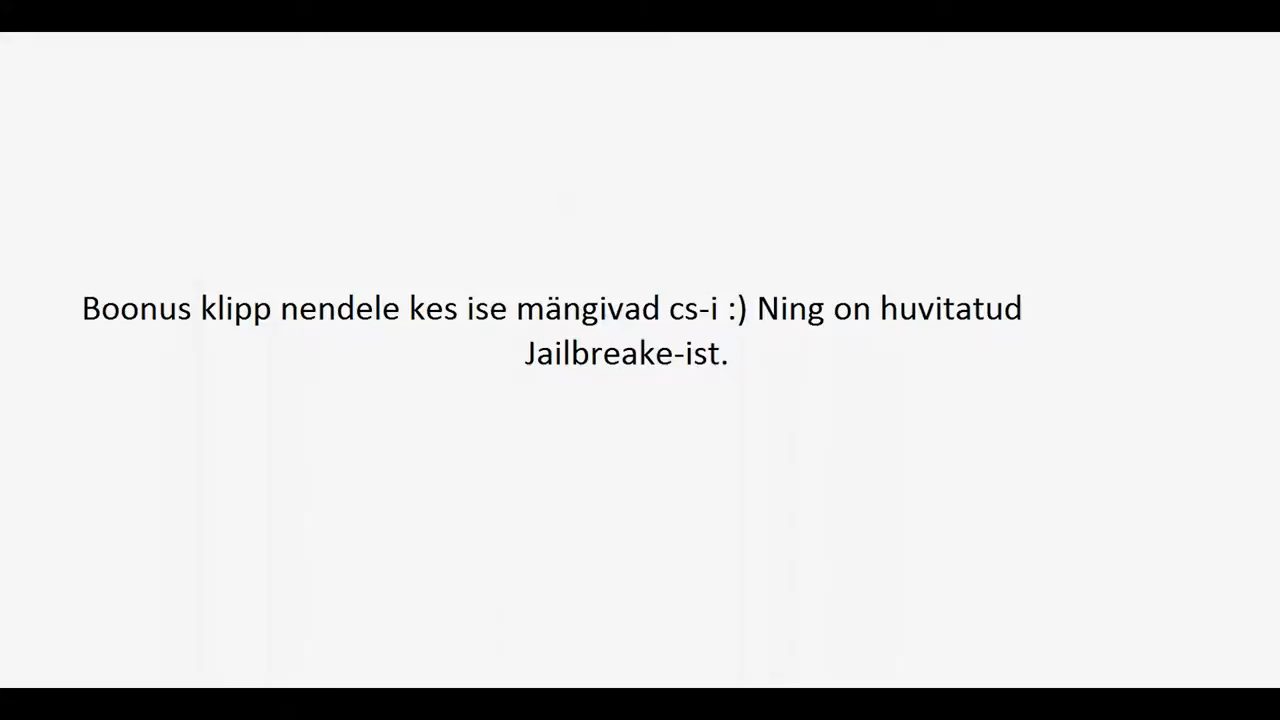 Boonus klipp nendele kes ise mängivad cs-i :) Ning on huvitatud
Jailbreake-ist.